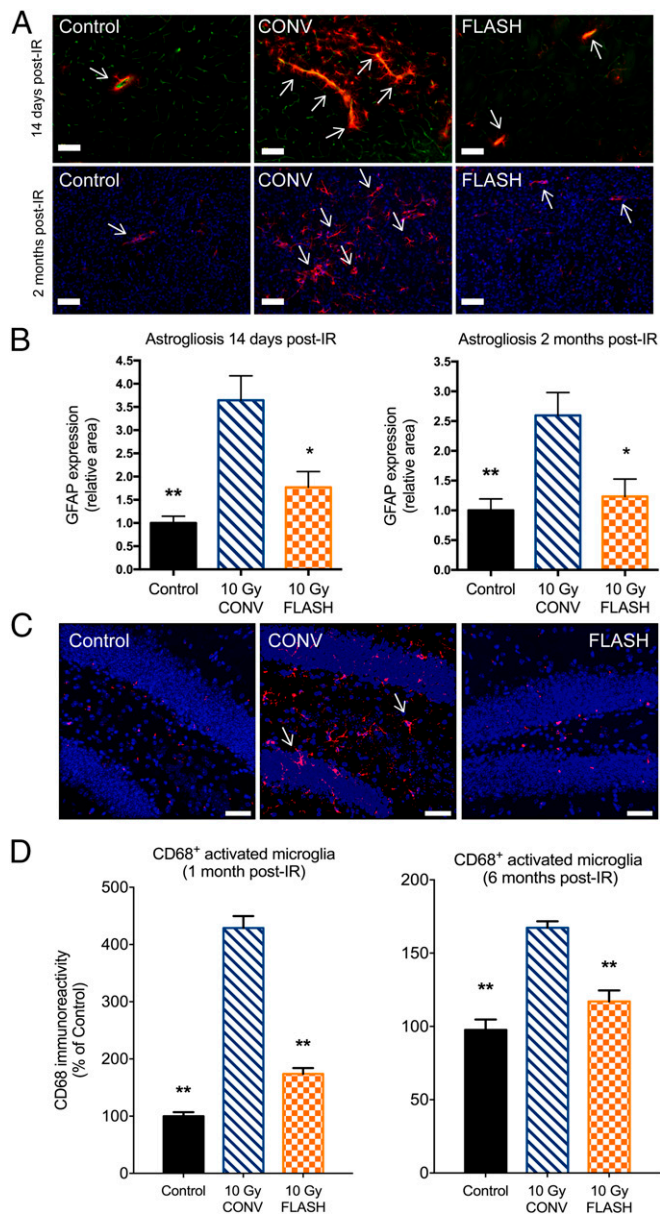 A
Control
CONV
FLASH
14 days post-IR
Control
CONV
FLASH
2 months post-IR
B
Astrogliosis 14 days post-IR
GFAP expression
(relative area)
4.5
4.0
3.5
3.0
2.5
2.0
1.5
1.0
0.5
0.0
**
*
Control
10 Gy
CONV
10 Gy
FLASH
Astrogliosis 2 months post-IR
GFAP expression
(relative area)
3.5
3.0
2.5
2.0
1.5
1.0
0.5
0.0
**
*
Control
10 Gy
CONV
10 Gy
FLASH
C
Control
CONV
FLASH
D
CD68⁺ activated microglia
(1 month post-IR)
CD68 immunoreactivity
(% of Control)
500
400
300
200
100
0
**
**
Control
10 Gy
CONV
10 Gy
FLASH
CD68⁺ activated microglia
(6 months post-IR)
200
150
100
50
0
**
**
Control
10 Gy
CONV
10 Gy
FLASH